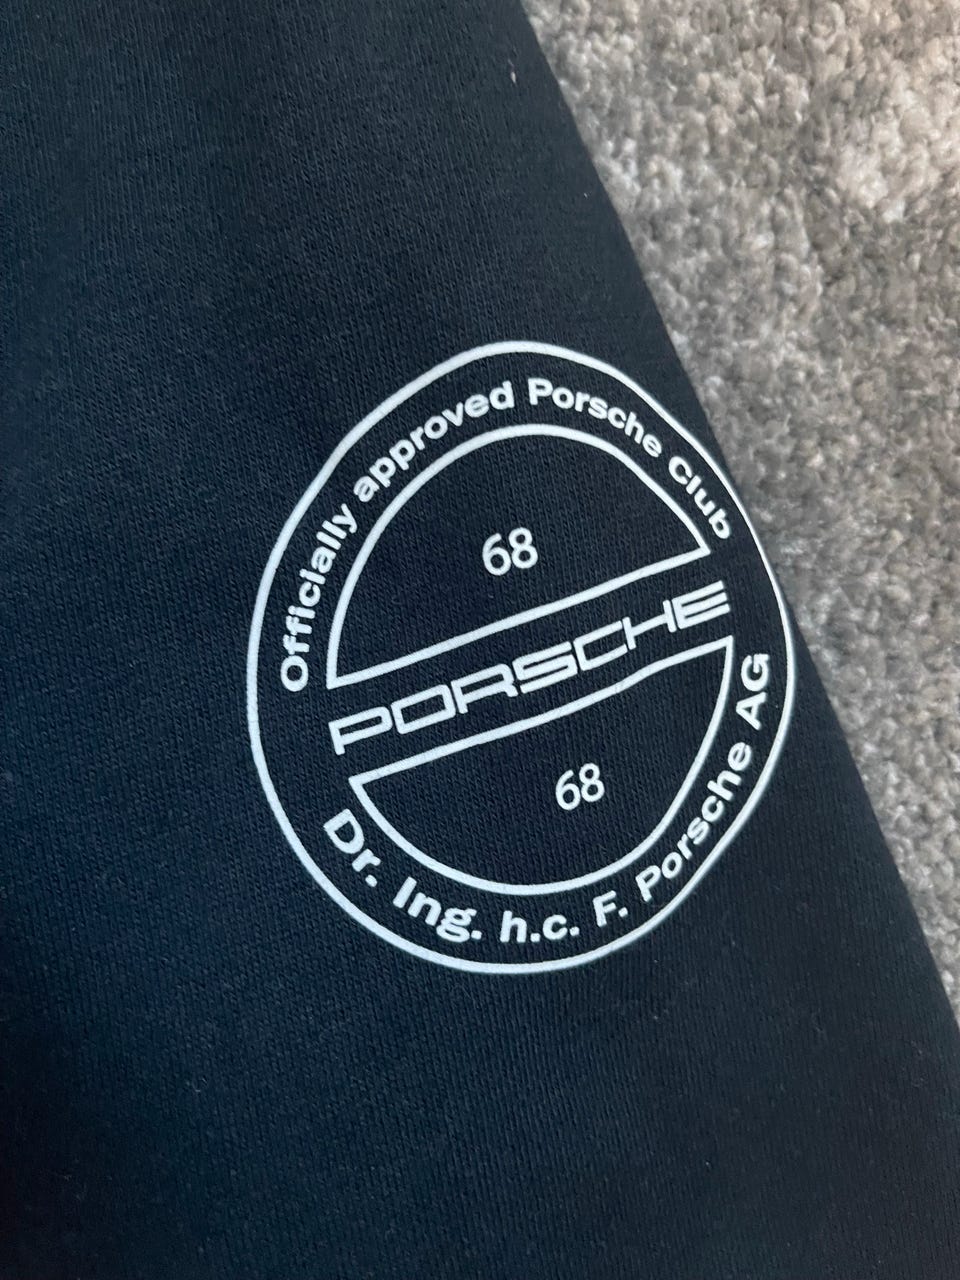 Officially approved Porsche Club
68
PORSCHE
68
Dr. Ing. h.c. F. Porsche AG